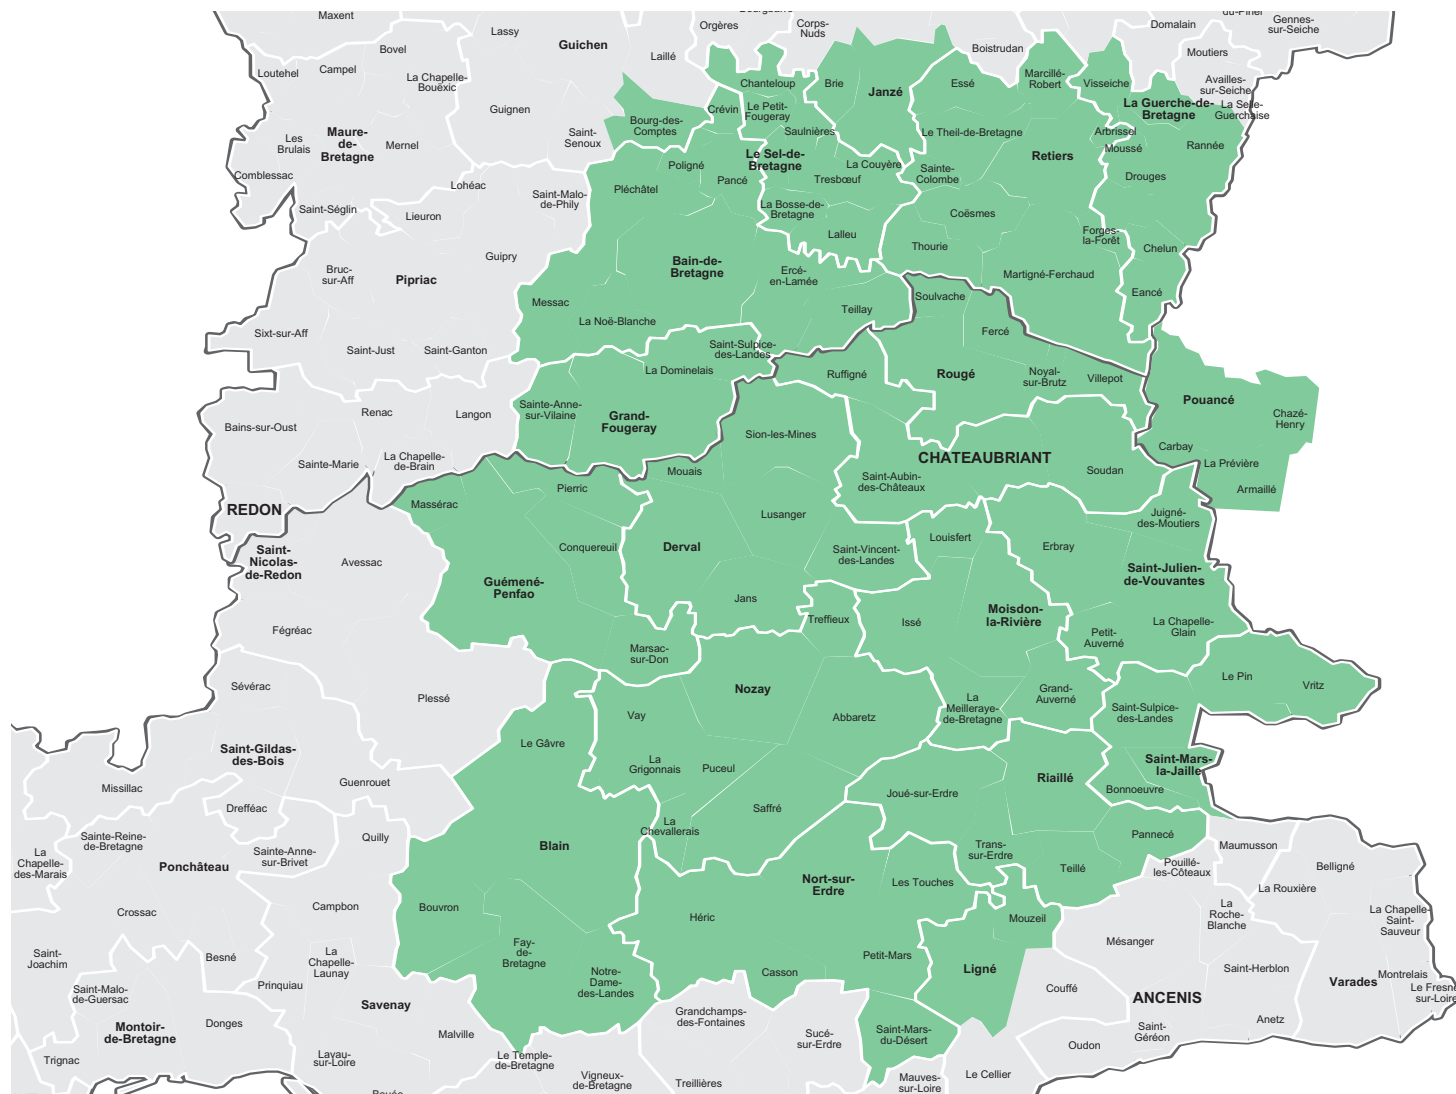 Maxent
Orgères
Corps-
Nuds
Domalain
du-Pinel
Gennes-
sur-Seiche
Lassy
Guichen
Bovel
Laillé
Boistrudan
Moutiers
Loutehel
Campel
La Chapelle-
Bouëxic
Chanteloup
Brie
Janzé
Essé
Marcillé-
Robert
Visseiche
Availles-
sur-Seiche
La Guerche-de-
Bretagne
La Selle-
Guerchaise
Guignen
Crévin
Le Petit-
Fougeray
Bourg-des-
Comptes
Saulnières
Le Theil-de-Bretagne
Arbrissel
Moussé
Rannée
Les
Brulais
Maure-
de-
Bretagne
Mernel
Saint-
Senoux
Le Sel-de-
Bretagne
Retiers
Poligné
La Couyère
Sainte-
Colombe
Drouges
Comblessac
Lohéac
Pléchâtel
Pancé
Tresbœuf
Saint-Malo-
de-Phily
Saint-Séglin
Lieuron
La Bosse-de-
Bretagne
Coësmes
Lalleu
Thourie
Forges-
la-Forêt
Chelun
Guipry
Bruc-
sur-Aff
Pipriac
Bain-de-
Bretagne
Ercé-
en-Lamée
Martigné-Ferchaud
Eancé
Messac
Soulvache
Teillay
La Noë-Blanche
Sixt-sur-Aff
Fercé
Saint-Just
Saint-Ganton
Saint-Sulpice-
des-Landes
La Dominelais
Ruffigné
Rougé
Noyal-
sur-Brutz
Villepot
Pouancé
Renac
Langon
Sainte-Anne-
sur-Vilaine
Grand-
Fougeray
Chazé-
Henry
Bains-sur-Oust
Sion-les-Mines
Carbay
CHATEAUBRIANT
Sainte-Marie
La Chapelle-
de-Brain
Mouais
Soudan
La Prévière
Saint-Aubin-
des-Châteaux
Armaillé
Pierric
Massérac
REDON
Lusanger
Juigné-
des-Moutiers
Louisfert
Erbray
Saint-
Nicolas-
de-Redon
Avessac
Conquereuil
Derval
Saint-Vincent-
des-Landes
Saint-Julien-
de-Vouvantes
Guémené-
Penfao
Jans
Treffieux
Issé
Moisdon-
la-Rivière
La Chapelle-
Glain
Fégréac
Petit-
Auverné
Marsac-
sur-Don
Le Pin
Vritz
Sévérac
Plessé
Nozay
Grand-
Auverné
La
Meilleraye-
de-Bretagne
Saint-Sulpice-
des-Landes
Vay
Abbaretz
Le Gâvre
Saint-Gildas-
des-Bois
La
Grigonnais
Puceul
Saint-Mars-
la-Jaille
Riaillé
Guenrouet
Missillac
Joué-sur-Erdre
Bonnoeuvre
Drefféac
Saffré
La
Chevallerais
Quilly
Sainte-Reine-
de-Bretagne
Pannecé
Blain
Maumusson
Trans-
sur-Erdre
La
Chapelle-
des-Marais
Ponchâteau
Sainte-Anne-
sur-Brivet
Teillé
Pouillé-
les-Côteaux
Belligné
Nort-sur-
Erdre
Les Touches
La Rouxière
Crossac
Campbon
Bouvron
Héric
Mouzeil
La
Roche-
Blanche
La Chapelle-
Saint-
Sauveur
Mésanger
Fay-
de-
Bretagne
Petit-Mars
Saint-
Joachim
Besné
La
Chapelle-
Launay
Notre-
Dame-
des-Landes
Casson
Ligné
Saint-Herblon
Varades
Montrelais
Le Fresne-
sur-Loire
Couffé
ANCENIS
Saint-Malo-
de-Guersac
Prinquiau
Savenay
Grandchamps-
des-Fontaines
Montoir-
de-Bretagne
Donges
Malville
Sucé-
sur-Erdre
Saint-Mars-
du-Désert
Saint-
Géréon
Anetz
Oudon
Trignac
Lavau-
sur-Loire
Le Temple-
de-Bretagne
Vigneux-
de-Bretagne
Treillières
Mauves-
sur-Loire
Le Cellier